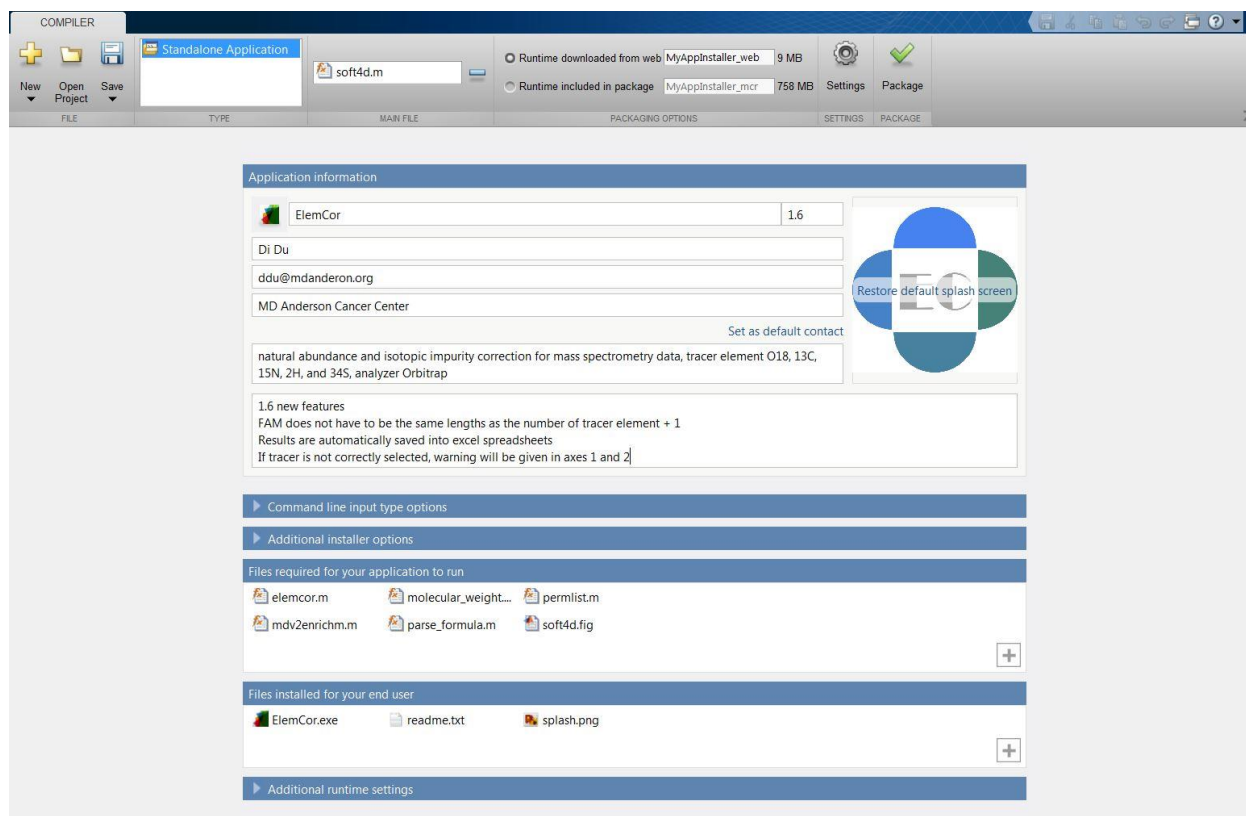 COMPILER
Standalone Application
soft4d.m
Runtime downloaded from web MyAppInstaller_web 9 MB
Runtime included in package MyAppInstaller_mcr 758 MB
New
Open Project
Save
Settings
Package
FILE TYPE MAIN FILE PACKAGING OPTIONS SETTINGS PACKAGE
Application information
ElemCor 1.6
Di Du
ddu@mdanderon.org
MD Anderson Cancer Center
EC
Restore default splash screen
Set as default contact
natural abundance and isotopic impurity correction for mass spectrometry data, tracer element O18, 13C,
15N, 2H, and 34S, analyzer Orbitrap
1.6 new features
FAM does not have to be the same lengths as the number of tracer element + 1
Results are automatically saved into excel spreadsheets
If tracer is not correctly selected, warning will be given in axes 1 and 2
Command line input type options
Additional installer options
Files required for your application to run
elemcor.m molecular_weight.... permlist.m
mdv2enrichm.m parse_formula.m soft4d.fig
Files installed for your end user
ElemCor.exe readme.txt splash.png
Additional runtime settings